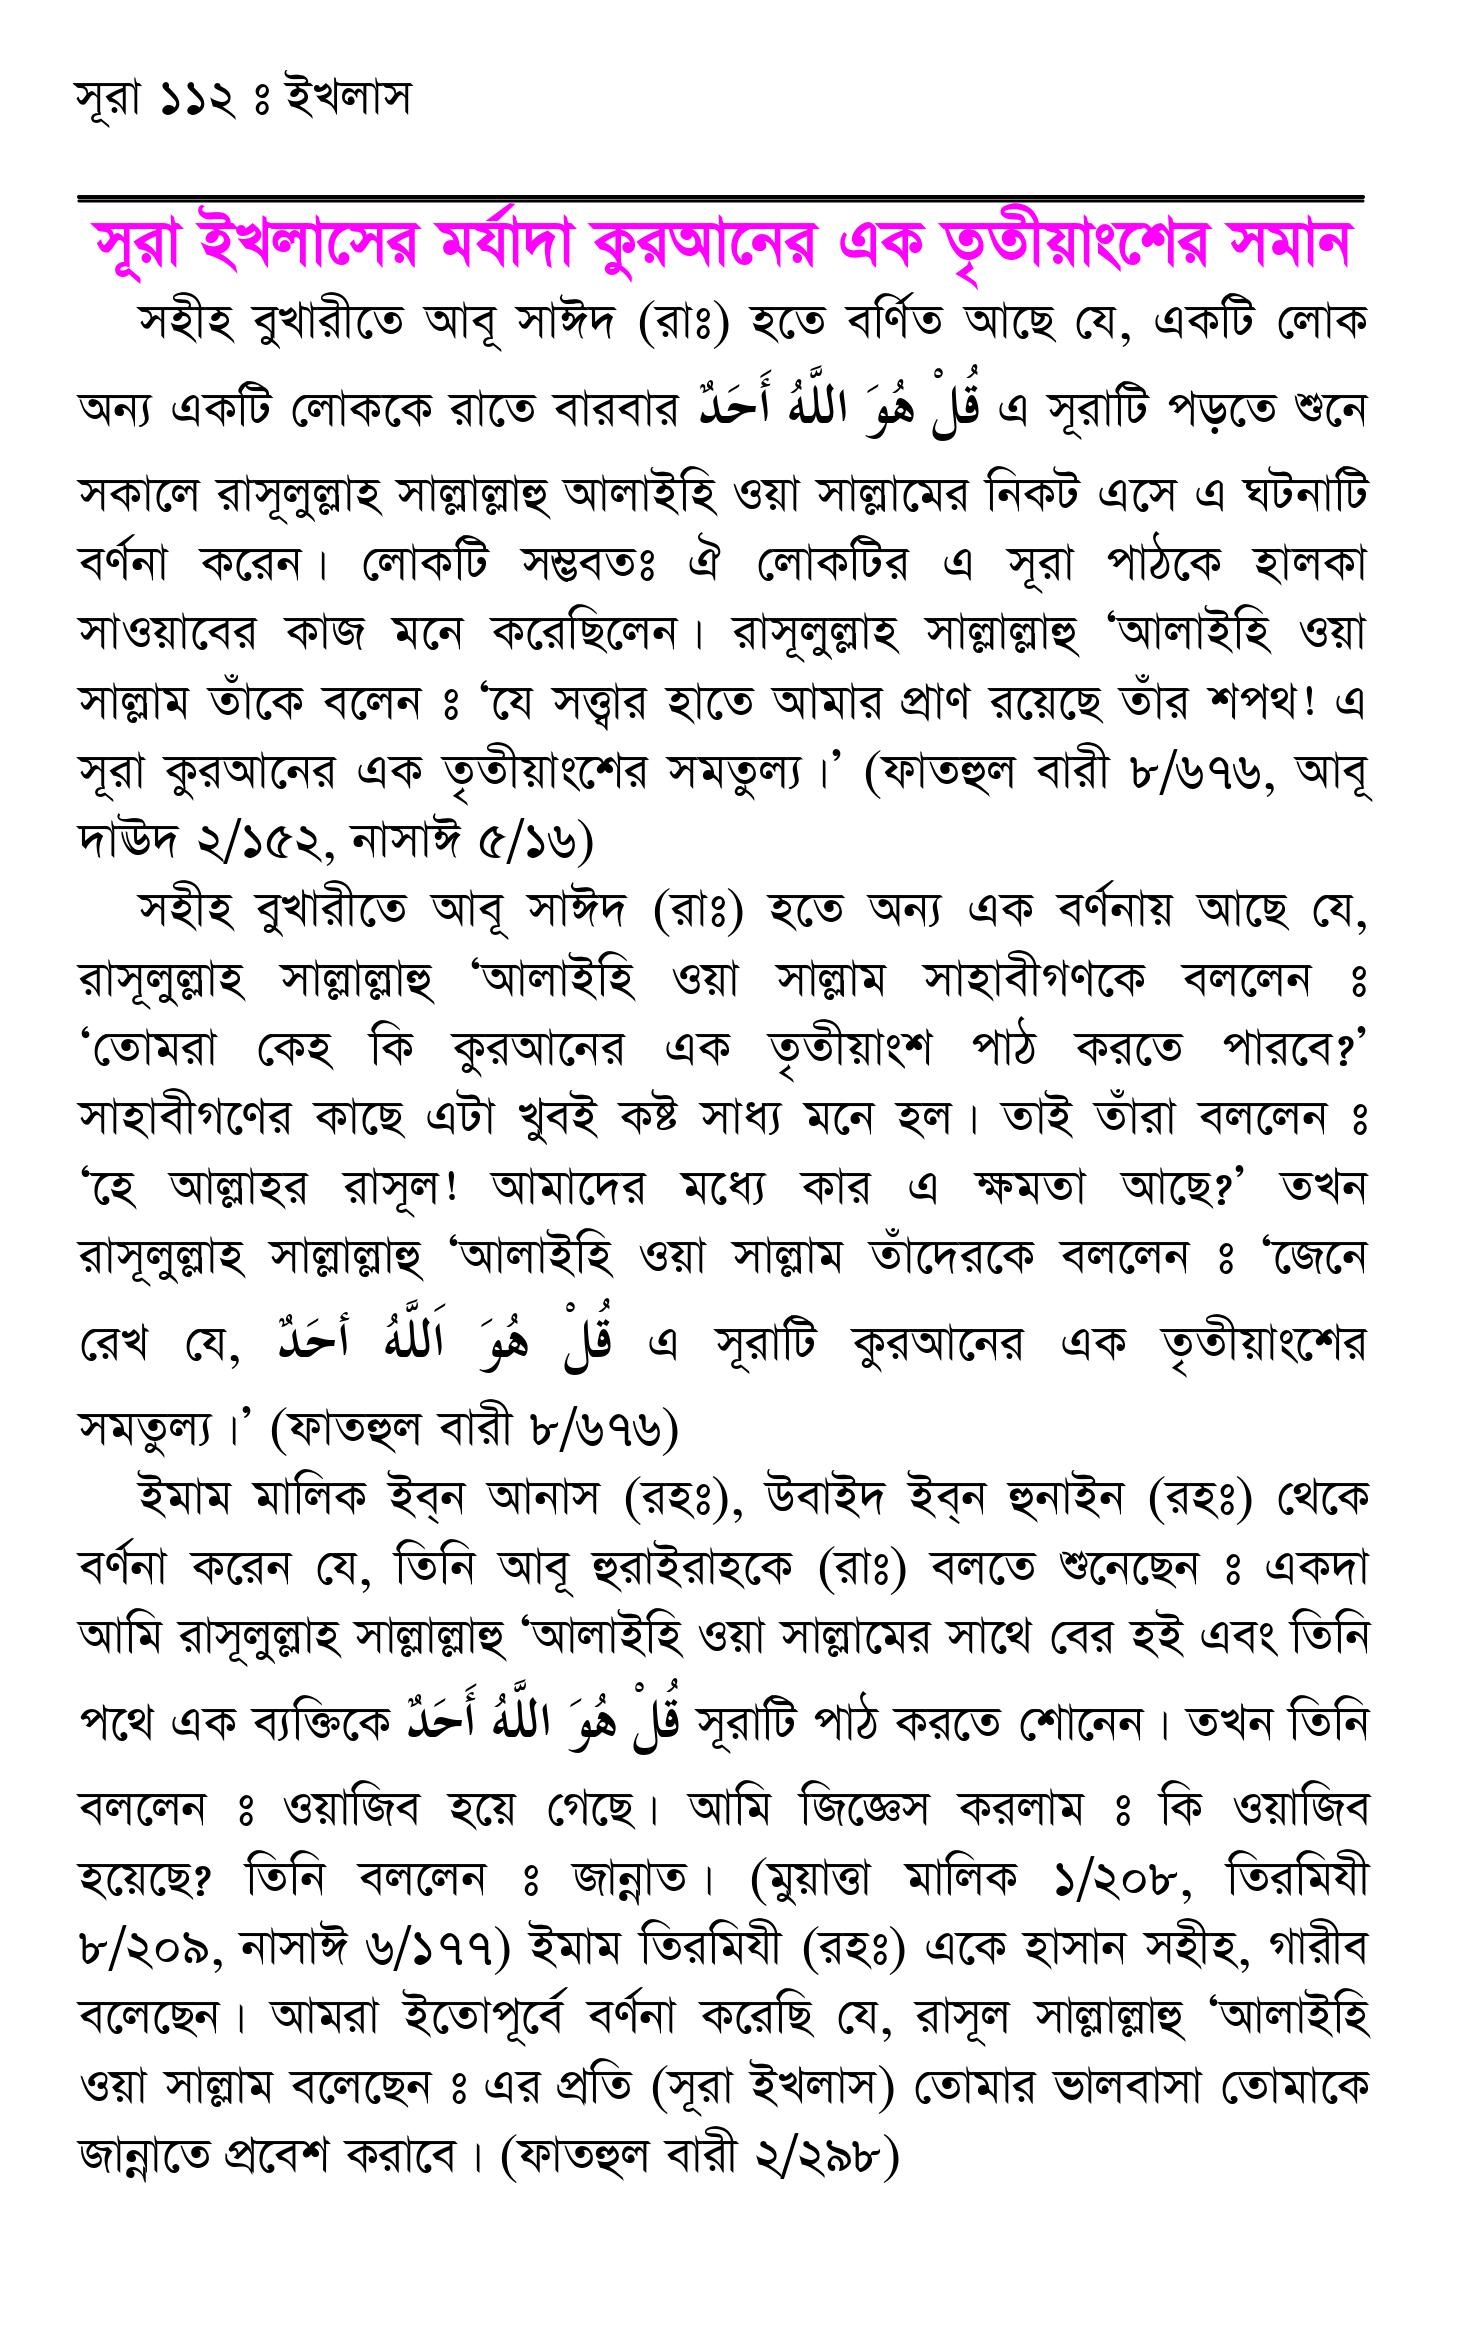 সূরা ১১২ ঃ ইখলাস
সূরা ইখলাসের মর্যাদা কুরআনের এক তৃতীয়াংশের সমান
সহীহ বুখারীতে আবূ সাঈদ (রাঃ) হতে বর্ণিত আছে যে, একটি লোক
অন্য একটি লোককে রাতে বারবার قُلْ هُوَ اللَّهُ أَحَدٌ এ সূরাটি পড়তে শুনে
সকালে রাসূলুল্লাহ সাল্লাল্লাহু আলাইহি ওয়া সাল্লামের নিকট এসে এ ঘটনাটি
বর্ণনা করেন। লোকটি সম্ভবতঃ ঐ লোকটির এ সূরা পাঠকে হালকা
সাওয়াবের কাজ মনে করেছিলেন। রাসূলুল্লাহ সাল্লাল্লাহু ‘আলাইহি ওয়া
সাল্লাম তাঁকে বলেন ঃ ‘যে সত্ত্বার হাতে আমার প্রাণ রয়েছে তাঁর শপথ! এ
সূরা কুরআনের এক তৃতীয়াংশের সমতুল্য।’ (ফাতহুল বারী ৮/৬৭৬, আবূ
দাঊদ ২/১৫২, নাসাঈ ৫/১৬)
সহীহ বুখারীতে আবূ সাঈদ (রাঃ) হতে অন্য এক বর্ণনায় আছে যে,
রাসূলুল্লাহ সাল্লাল্লাহু ‘আলাইহি ওয়া সাল্লাম সাহাবীগণকে বললেন ঃ
‘তোমরা কেহ কি কুরআনের এক তৃতীয়াংশ পাঠ করতে পারবে?’
সাহাবীগণের কাছে এটা খুবই কষ্ট সাধ্য মনে হল। তাই তাঁরা বললেন ঃ
‘হে আল্লাহর রাসূল! আমাদের মধ্যে কার এ ক্ষমতা আছে?’ তখন
রাসূলুল্লাহ সাল্লাল্লাহু ‘আলাইহি ওয়া সাল্লাম তাঁদেরকে বললেন ঃ ‘জেনে
রেখ যে, قُلْ هُوَ اَللَّهُ أحَدٌ এ সূরাটি কুরআনের এক তৃতীয়াংশের
সমতুল্য।’ (ফাতহুল বারী ৮/৬৭৬)
ইমাম মালিক ইব্‌ন আনাস (রহঃ), উবাইদ ইব্‌ন হুনাইন (রহঃ) থেকে
বর্ণনা করেন যে, তিনি আবূ হুরাইরাহকে (রাঃ) বলতে শুনেছেন ঃ একদা
আমি রাসূলুল্লাহ সাল্লাল্লাহু ‘আলাইহি ওয়া সাল্লামের সাথে বের হই এবং তিনি
পথে এক ব্যক্তিকে قُلْ هُوَ اللَّهُ أَحَدٌ সূরাটি পাঠ করতে শোনেন। তখন তিনি
বললেন ঃ ওয়াজিব হয়ে গেছে। আমি জিজ্ঞেস করলাম ঃ কি ওয়াজিব
হয়েছে? তিনি বললেন ঃ জান্নাত। (মুয়াত্তা মালিক ১/২০৮, তিরমিযী
৮/২০৯, নাসাঈ ৬/১৭৭) ইমাম তিরমিযী (রহঃ) একে হাসান সহীহ, গারীব
বলেছেন। আমরা ইতোপূর্বে বর্ণনা করেছি যে, রাসূল সাল্লাল্লাহু ‘আলাইহি
ওয়া সাল্লাম বলেছেন ঃ এর প্রতি (সূরা ইখলাস) তোমার ভালবাসা তোমাকে
জান্নাতে প্রবেশ করাবে। (ফাতহুল বারী ২/২৯৮)